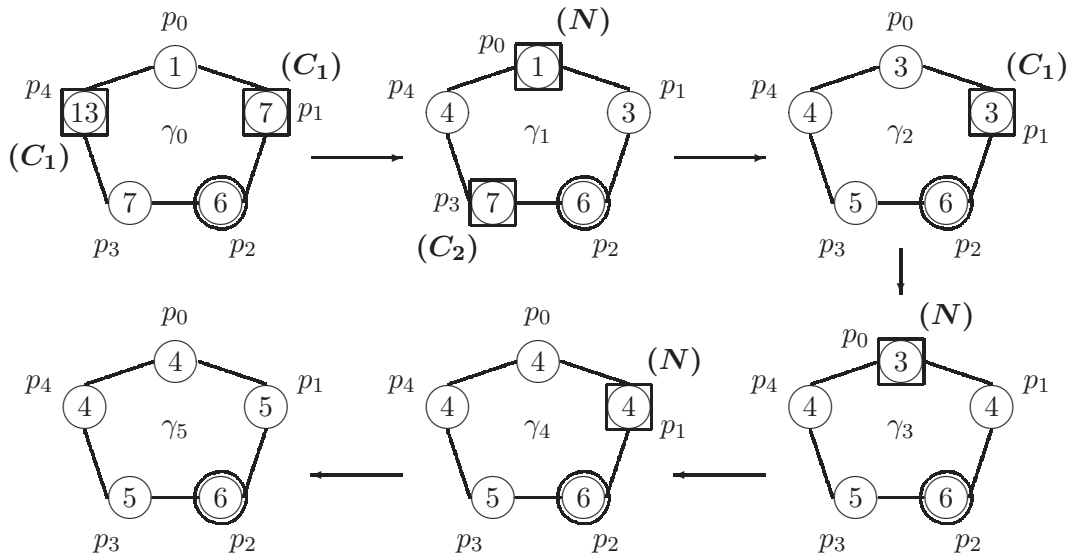 p0 (N) p0
1 (C1) p0 1 3 (C1)
p4 13 γ0 7 p1 p4 4 γ1 3 p1 p4 4 γ2 3 p1
(C1) 7 6 p3 7 6 5 6
p3 p2 (C2) p2 p3 p2
p0 p0 (N)
4 4 (N) p0 3
p4 4 γ5 5 p1 p4 4 γ4 4 p1 p4 4 γ3 4 p1
5 6 5 6 5 6
p3 p2 p3 p2 p3 p2